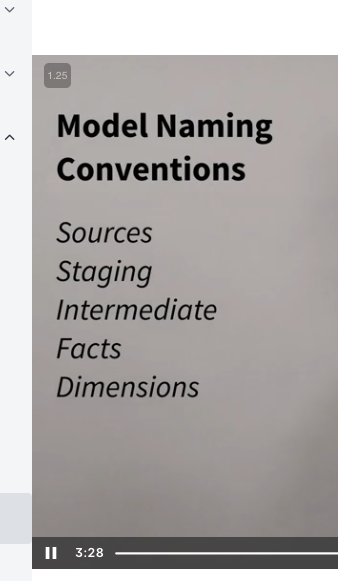 1.25
Model Naming
Conventions
Sources
Staging
Intermediate
Facts
Dimensions
3:28